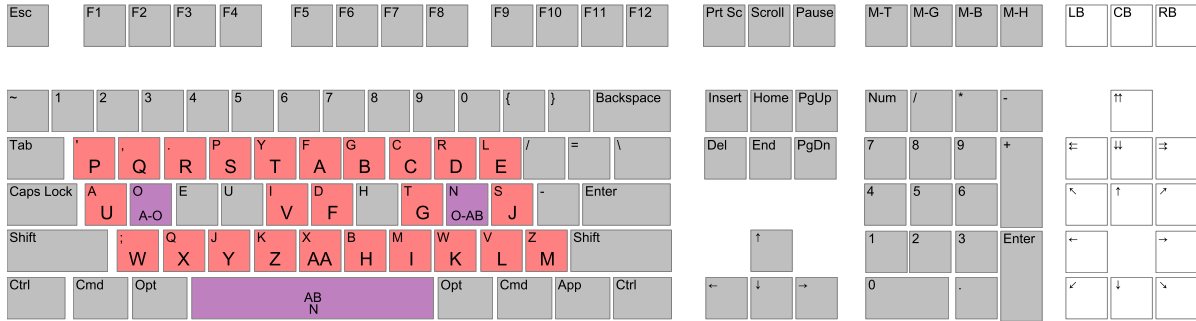 Esc F1 F2 F3 F4 F5 F6 F7 F8 F9 F10 F11 F12 Prt Sc Scroll Pause M-T M-G M-B M-H LB CB RB
~ 1 2 3 4 5 6 7 8 9 0 { } Backspace Insert Home PgUp Num / * - ⇈
Tab ' , . P Y F G C R L / = \ Del End PgDn 7 8 9 + ⇇ ⇊ ⇉
P Q R S T A B C D E
Caps Lock A O E U I D H T N S - Enter 4 5 6 ↖ ↑ ↗
U A-O V F G O-AB J
Shift ; Q J K X B M W V Z Shift ↑ 1 2 3 Enter ← →
W X Y Z AA H I K L M
Ctrl Cmd Opt Opt Cmd App Ctrl ← ↓ → 0 . ↙ ↓ ↘
AB
N